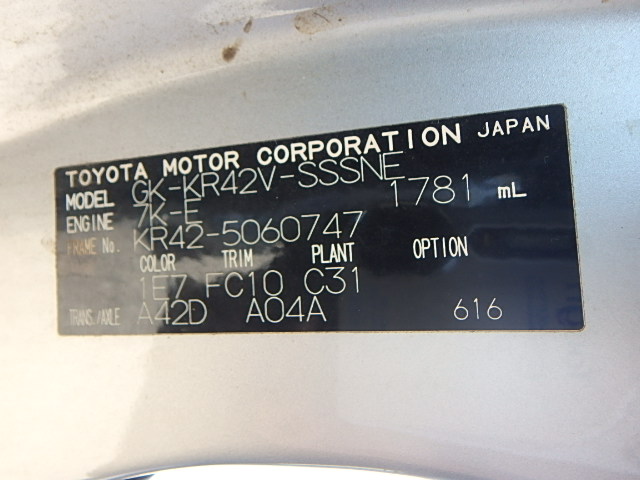 TOYOTA MOTOR CORPORATION JAPAN
MODEL GK-KR42V-SSSNE
ENGINE 7K-E 1781 mL
FRAME No. KR42-5060747
COLOR TRIM PLANT OPTION
1E7 FC10 C31
TRANS./AXLE A42D A04A 616